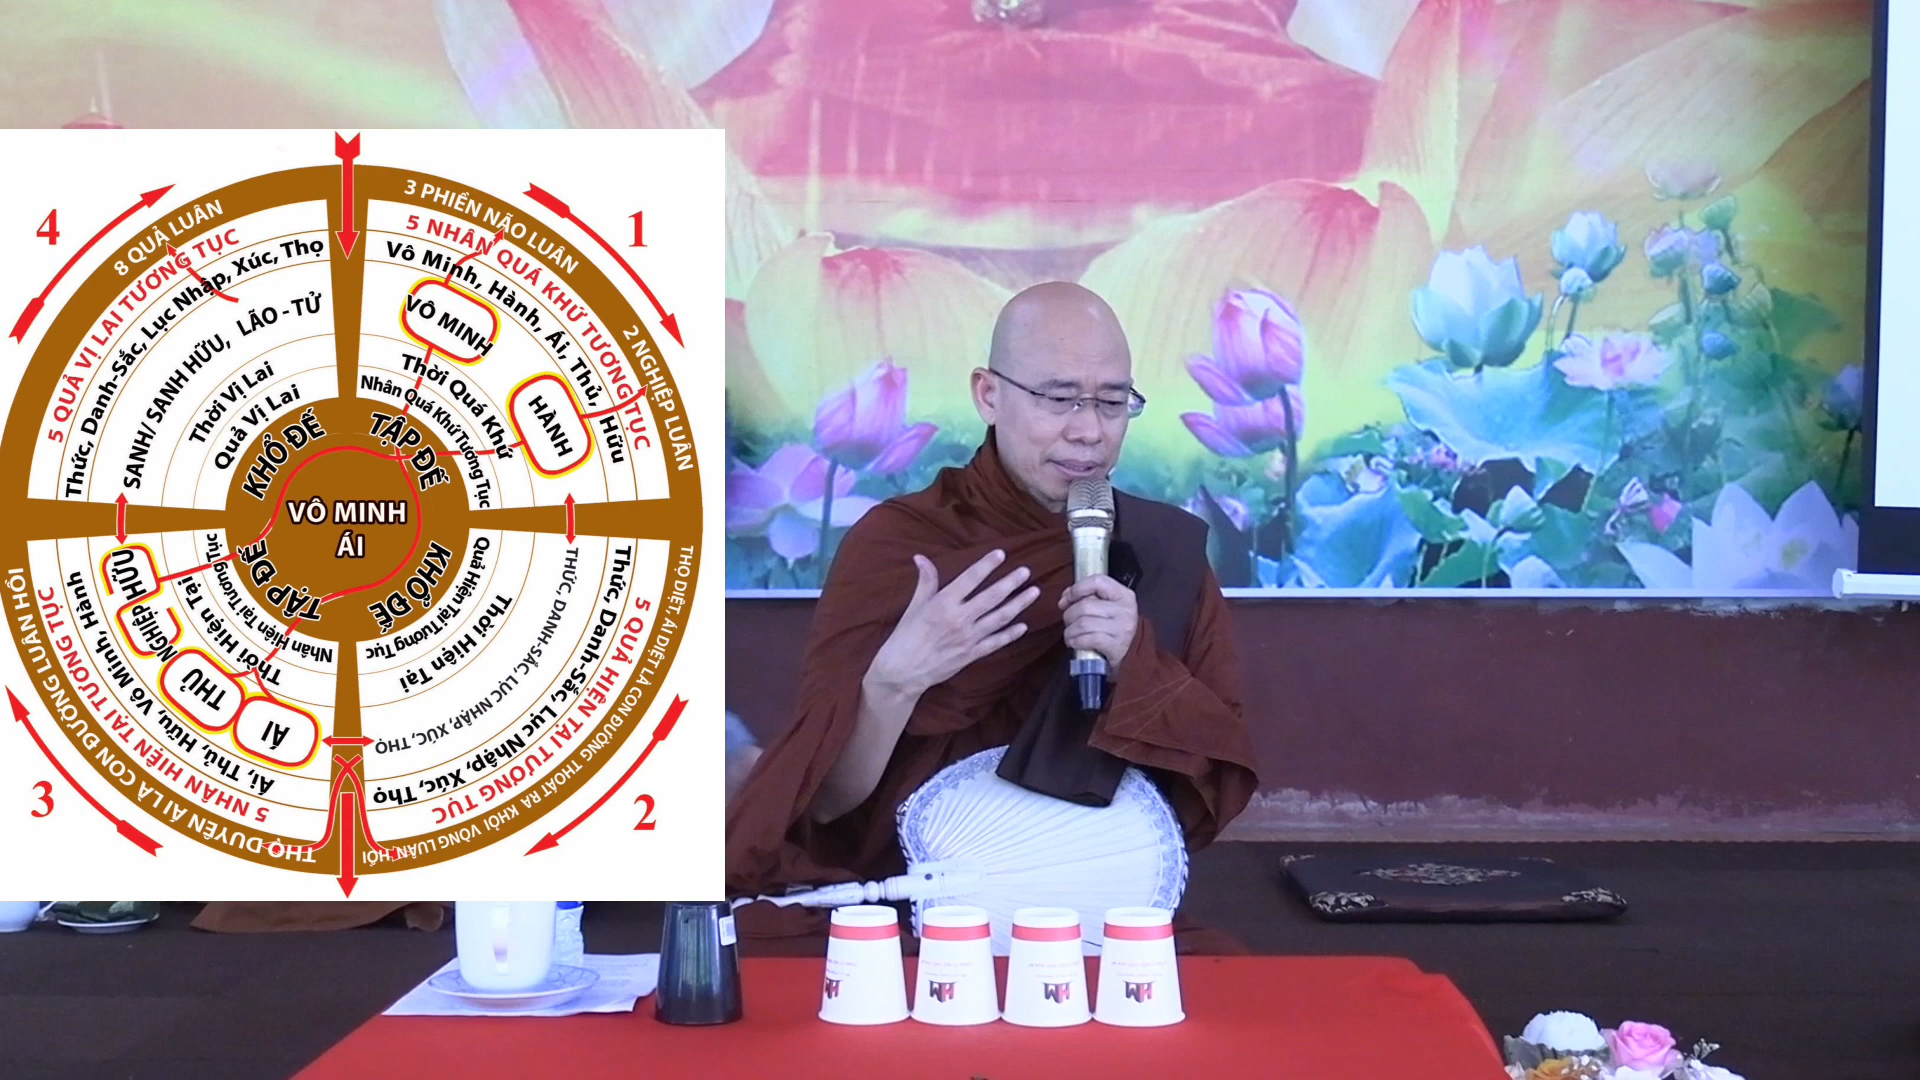 3 PHIỀN NÃO LUÂN
5 NHÂN QUÁ KHỨ TƯƠNG TỤC
Vô Minh, Hành, Ái, Thủ, Hữu
VÔ MINH
HÀNH
Thời Quá Khứ
Nhân Quá Khứ Tương Tục
2 NGHIỆP LUÂN
1
TẬP ĐẾ
THỌ DIỆT, ÁI DIỆT LÀ CON ĐƯỜNG THOÁT RA KHỎI VÒNG LUÂN HỒI
5 QUẢ HIỆN TẠI TƯƠNG TỤC
Thức, Danh-Sắc, Lục Nhập, Xúc, Thọ
THỨC, DANH-SẮC, LỤC NHẬP, XÚC, THỌ
Thời Hiện Tại
Quả Hiện Tại Tương Tục
KHỔ ĐẾ
2
THỌ DUYÊN ÁI LÀ CON ĐƯỜNG LUÂN HỒI
5 NHÂN HIỆN TẠI TƯƠNG TỤC
Ái, Thủ, Hữu, Vô Minh, Hành
ÁI
THỦ
NGHIỆP HỮU
Thời Hiện Tại
Nhân Hiện Tại Tương Tục
TẬP ĐẾ
3
8 QUẢ LUÂN
5 QUẢ VỊ LAI TƯƠNG TỤC
Thức, Danh-Sắc, Lục Nhập, Xúc, Thọ
SANH/ SANH HỮU, LÃO - TỬ
Thời Vị Lai
Quả Vị Lai
KHỔ ĐẾ
4
VÔ MINH
ÁI